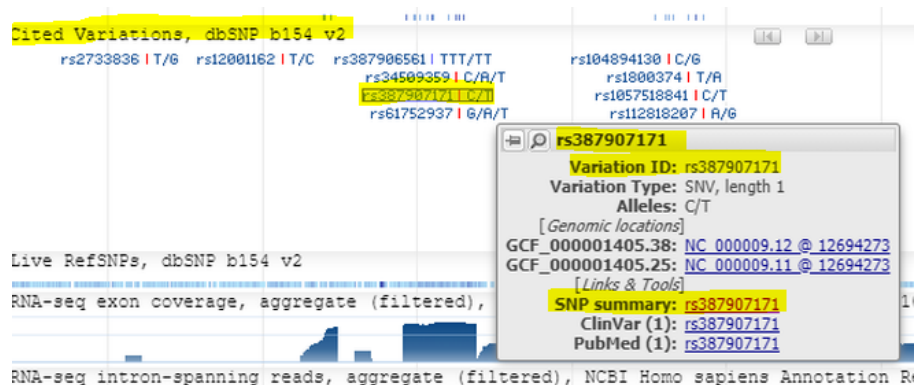 Cited Variations, dbSNP b154 v2
rs2733836 | T/G rs12001162 | T/C rs387906561 | TTT/TT rs104894130 | C/G
rs34509359 | C/A/T rs1800374 | T/A
rs387907171 | C/T rs1057518841 | C/T
rs61752937 | G/A/T rs112818207 | A/G
rs387907171
Variation ID: rs387907171
Variation Type: SNV, length 1
Alleles: C/T
[Genomic locations]
GCF_000001405.38: NC_000009.12 @ 12694273
GCF_000001405.25: NC_000009.11 @ 12694273
[Links & Tools]
SNP summary: rs387907171
ClinVar (1): rs387907171
PubMed (1): rs387907171
Live RefSNPs, dbSNP b154 v2
RNA-seq exon coverage, aggregate (filtered),
RNA-seq intron-spanning reads, aggregate (filtered), NCBI Homo sapiens Annotation